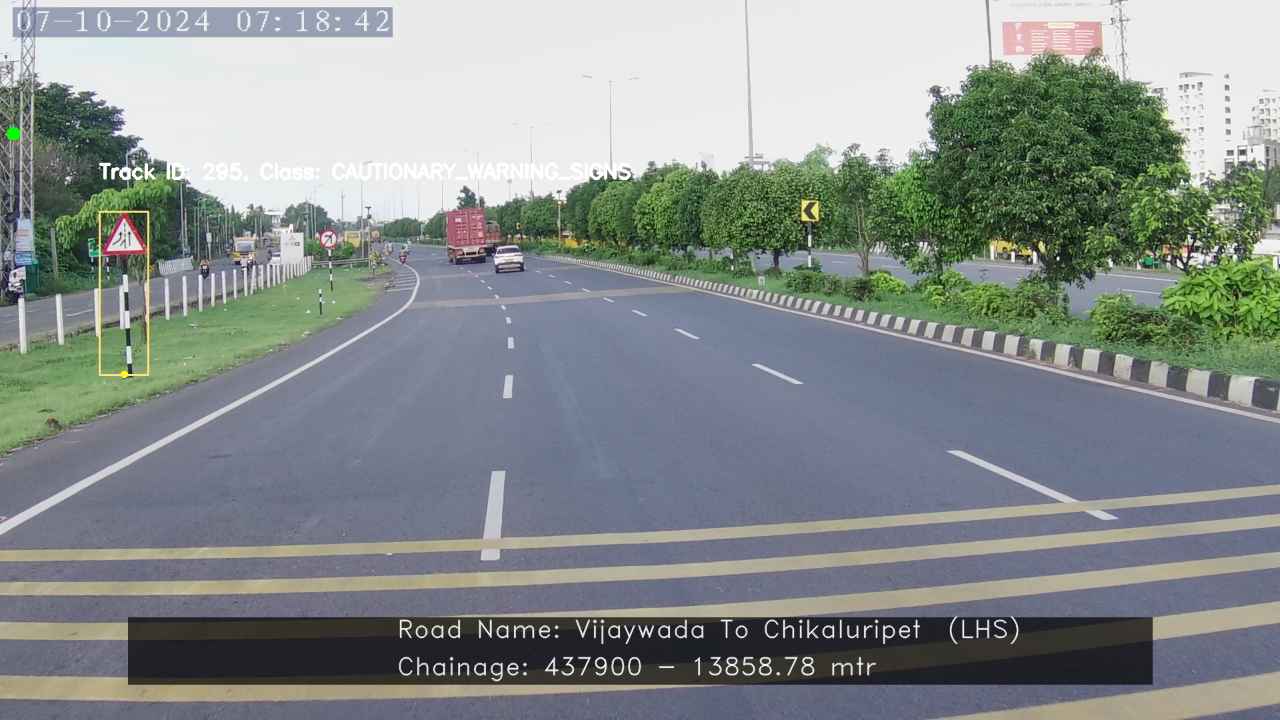 07-10-2024 07:18:42
Track ID: 295, Class: CAUTIONARY_WARNING_SIGNS
Road Name: Vijaywada To Chikaluripet (LHS)
Chainage: 437900 - 13858.78 mtr